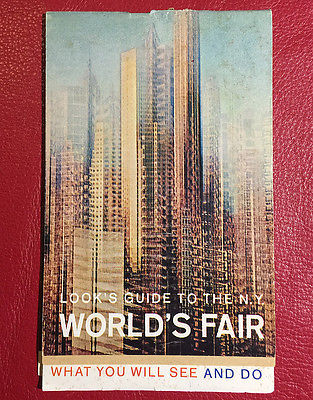 LOOK'S GUIDE TO THE N.Y.
WORLD'S FAIR
WHAT YOU WILL SEE AND DO